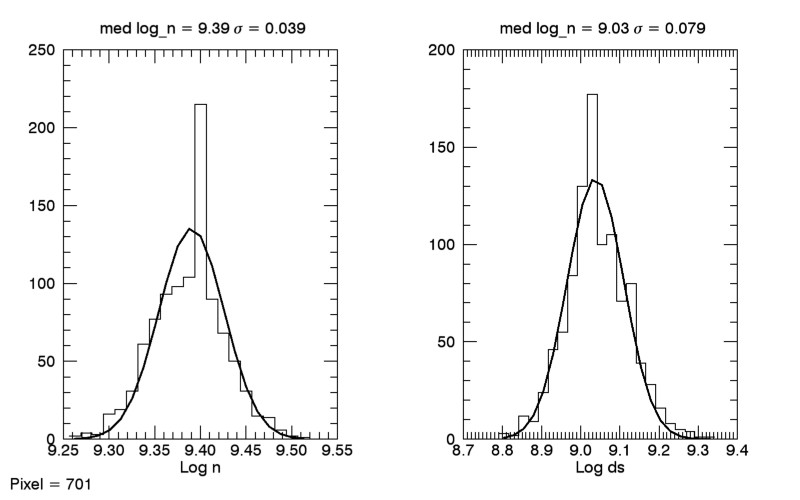 med log_n = 9.39 σ = 0.039
med log_n = 9.03 σ = 0.079
250
200
150
100
50
0
9.25 9.30 9.35 9.40 9.45 9.50 9.55
Log n
200
150
100
50
0
8.7 8.8 8.9 9.0 9.1 9.2 9.3 9.4
Log ds
Pixel = 701